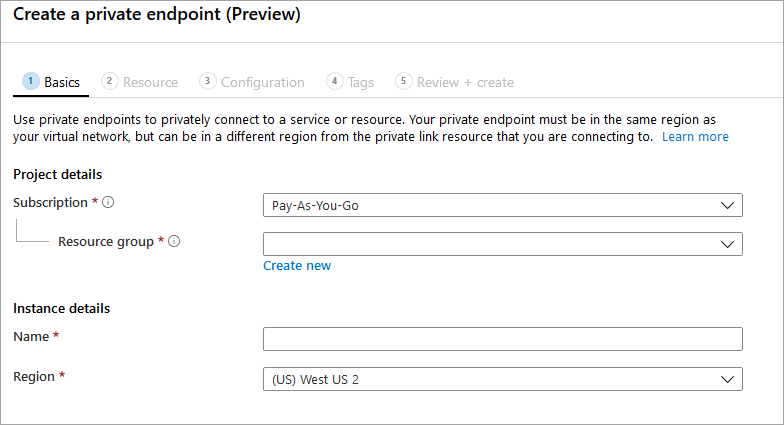 Create a private endpoint (Preview)
1 Basics 2 Resource 3 Configuration 4 Tags 5 Review + create
Use private endpoints to privately connect to a service or resource. Your private endpoint must be in the same region as
your virtual network, but can be in a different region from the private link resource that you are connecting to. Learn more
Project details
Subscription * Pay-As-You-Go
Resource group *
Create new
Instance details
Name *
Region * (US) West US 2